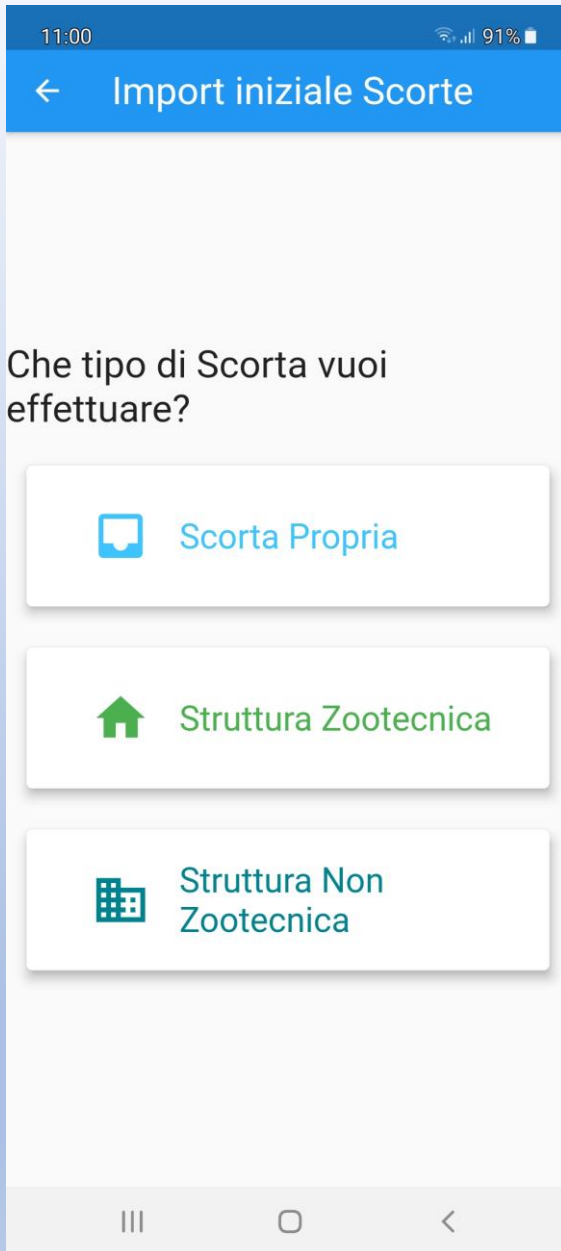 11:00
91%
Import iniziale Scorte
Che tipo di Scorta vuoi
effettuare?
Scorta Propria
Struttura Zootecnica
Struttura Non
Zootecnica